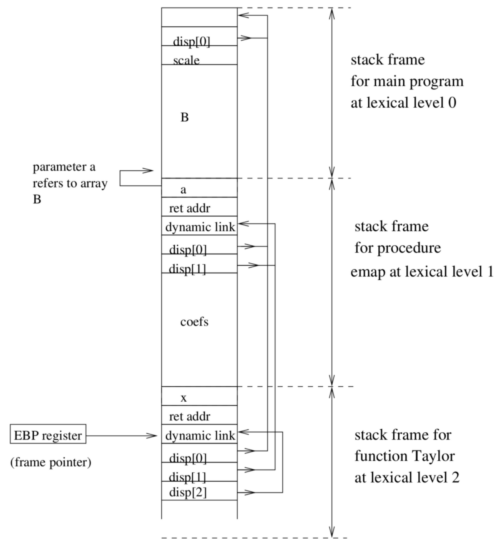 disp[0]
scale
B
stack frame
for main program
at lexical level 0
parameter a
refers to array
B
a
ret addr
dynamic link
disp[0]
disp[1]
coefs
stack frame
for procedure
emap at lexical level 1
x
ret addr
dynamic link
disp[0]
disp[1]
disp[2]
EBP register
(frame pointer)
stack frame for
function Taylor
at lexical level 2